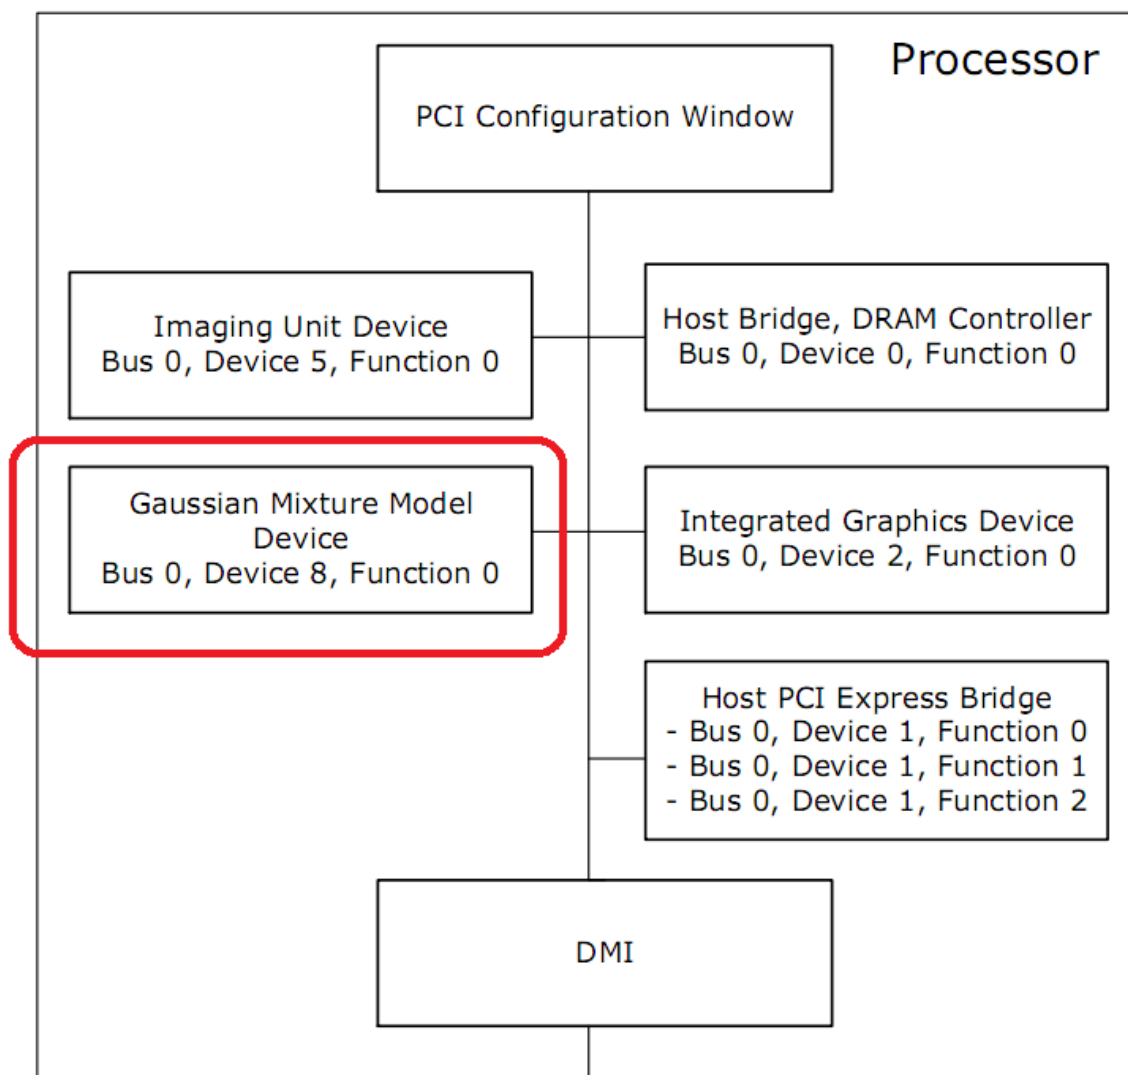 Processor
PCI Configuration Window
Imaging Unit Device
Bus 0, Device 5, Function 0
Host Bridge, DRAM Controller
Bus 0, Device 0, Function 0
Gaussian Mixture Model
Device
Bus 0, Device 8, Function 0
Integrated Graphics Device
Bus 0, Device 2, Function 0
Host PCI Express Bridge
- Bus 0, Device 1, Function 0
- Bus 0, Device 1, Function 1
- Bus 0, Device 1, Function 2
DMI